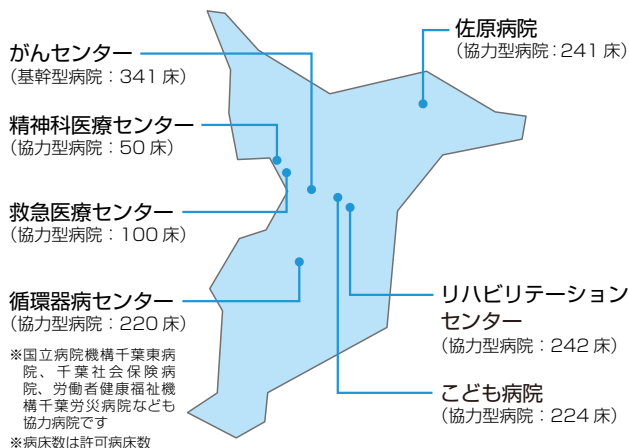 がんセンター
(基幹型病院：341 床)
精神科医療センター
(協力型病院：50 床)
救急医療センター
(協力型病院：100 床)
循環器病センター
(協力型病院：220 床)
※国立病院機構千葉東病
院、千葉社会保険病
院、労働者健康福祉機
構千葉労災病院なども
協力病院です
※病床数は許可病床数
佐原病院
(協力型病院：241 床)
リハビリテーション
センター
(協力型病院：242 床)
こども病院
(協力型病院：224 床)